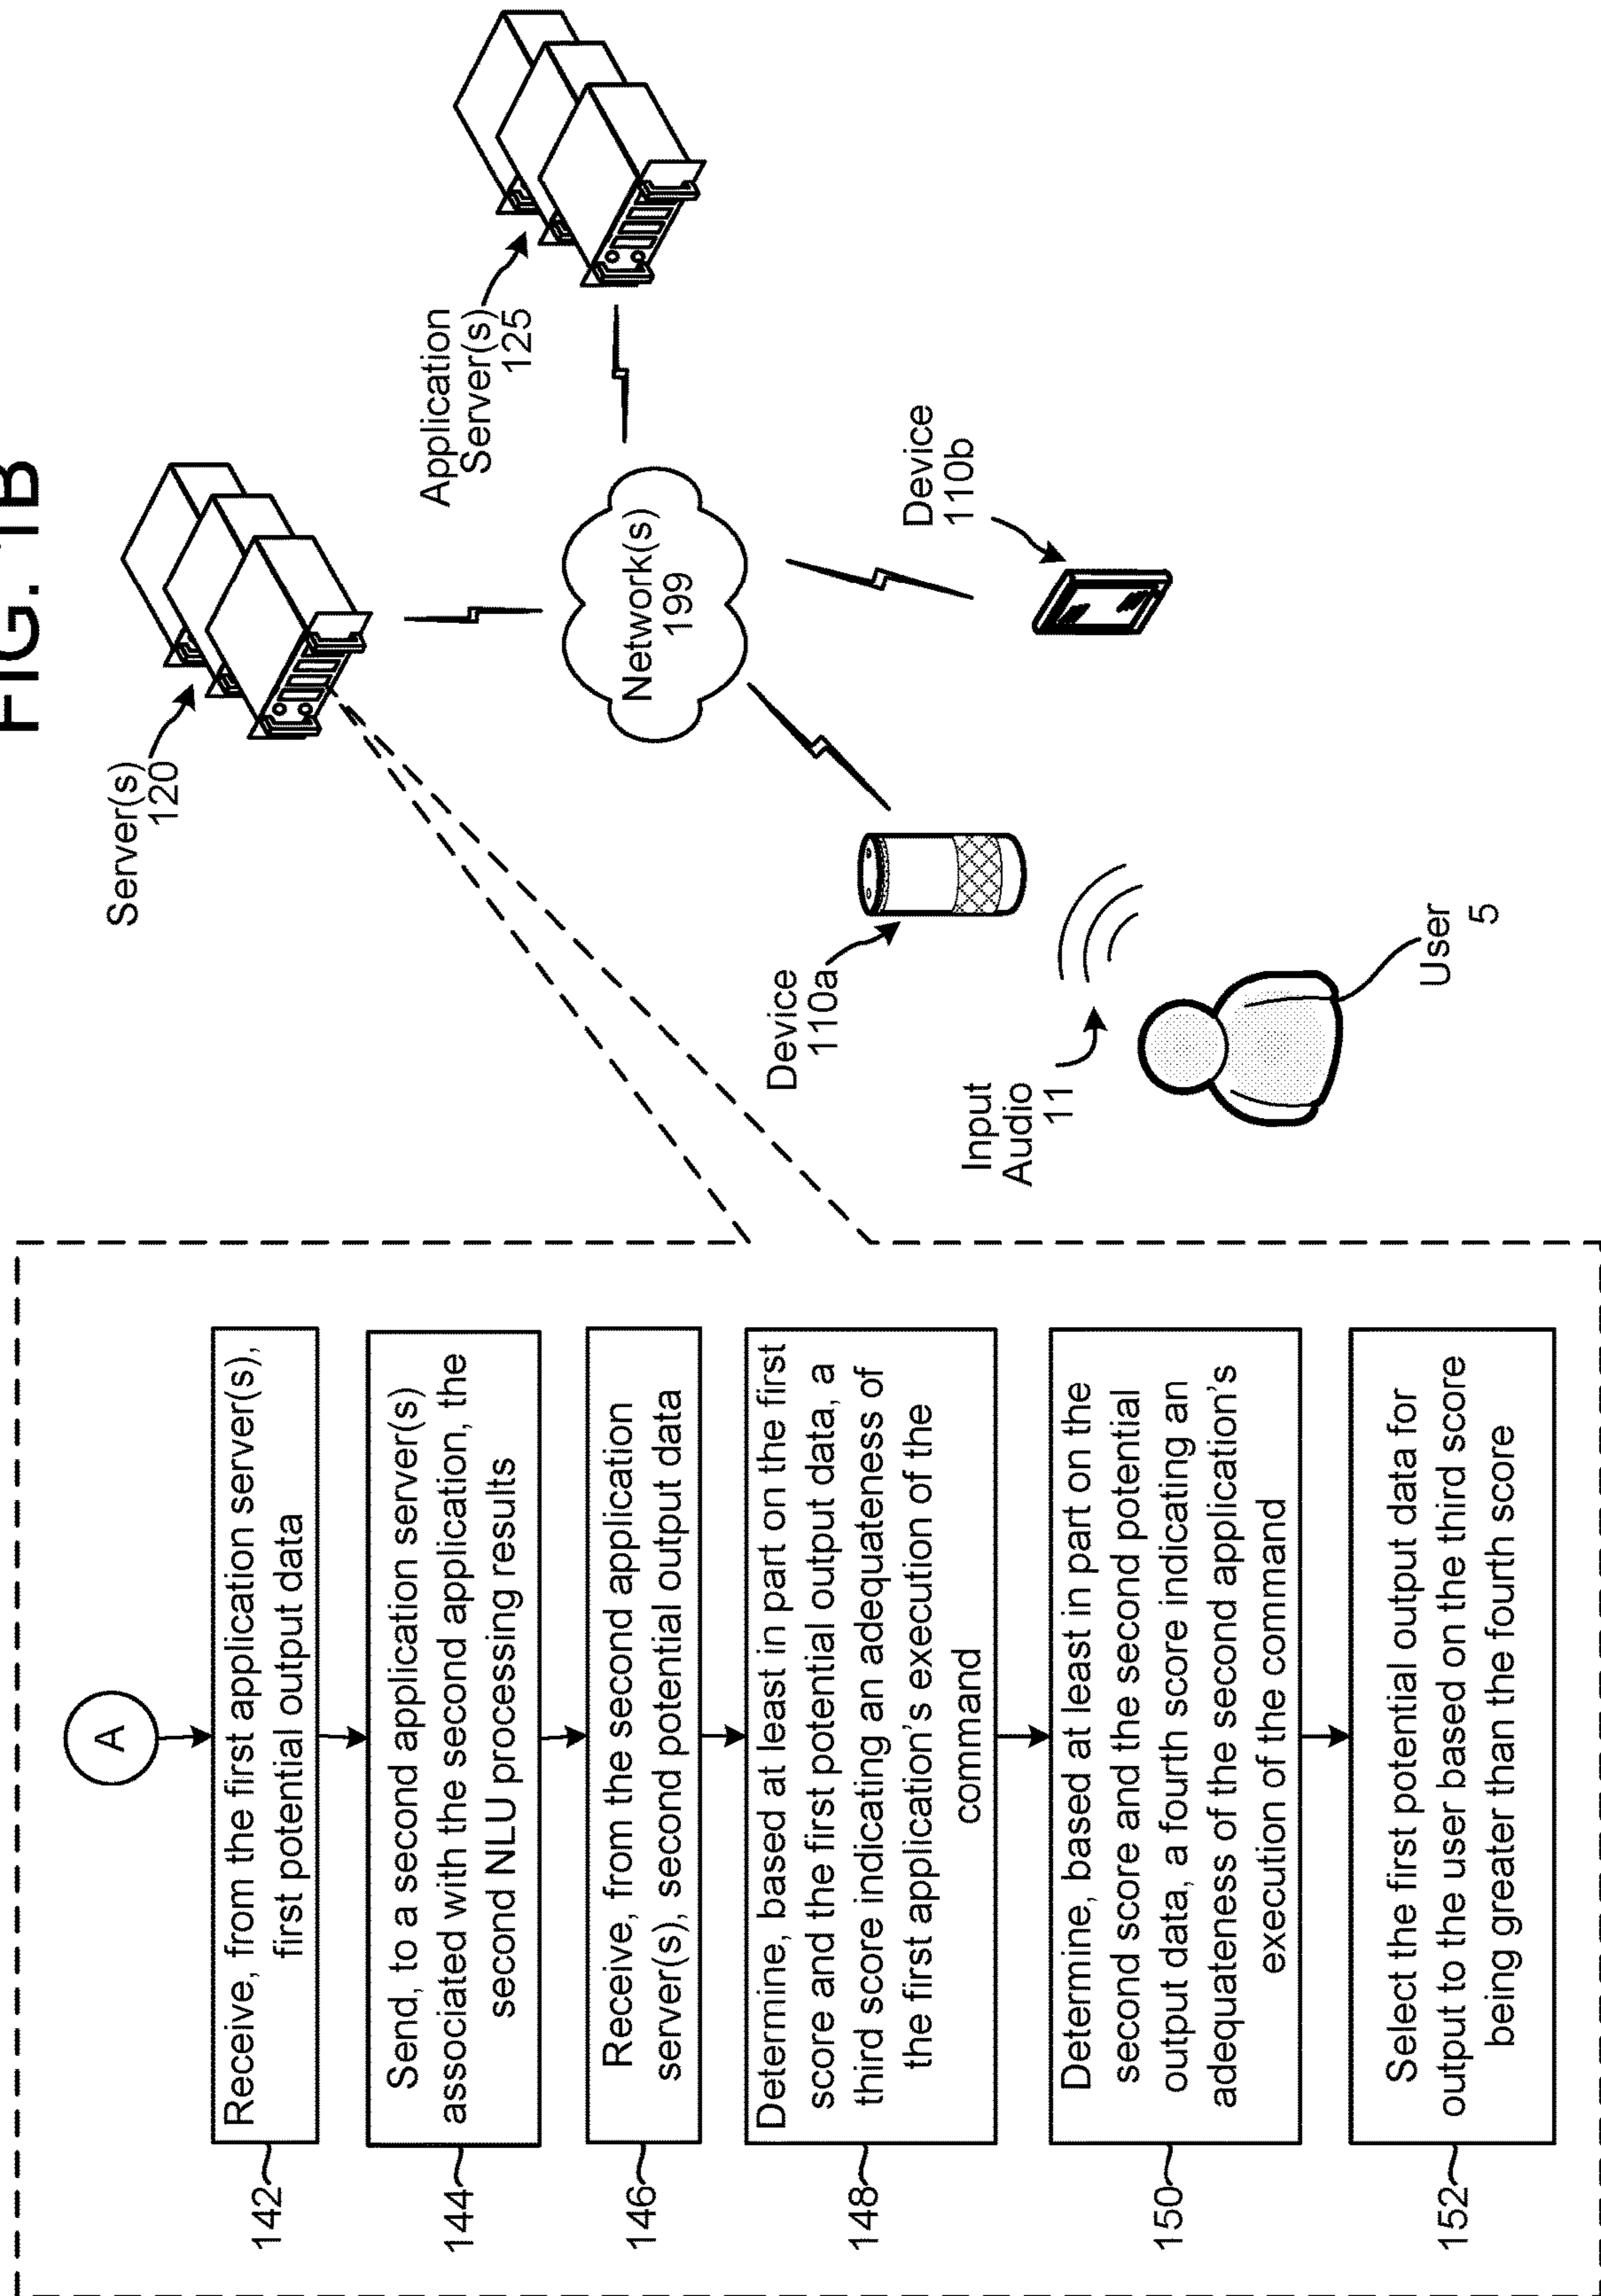 FIG. 1B
A
142
Receive, from the first application server(s),
first potential output data
144
Send, to a second application server(s)
associated with the second application, the
second NLU processing results
146
Receive, from the second application
server(s), second potential output data
148
Determine, based at least in part on the first
score and the first potential output data, a
third score indicating an adequateness of
the first application's execution of the
command
150
Determine, based at least in part on the
second score and the second potential
output data, a fourth score indicating an
adequateness of the second application's
execution of the command
152
Select the first potential output data for
output to the user based on the third score
being greater than the fourth score
Server(s)
120
Application
Server(s)
125
Network(s)
199
Device
110a
Device
110b
Input
Audio
11
User
5